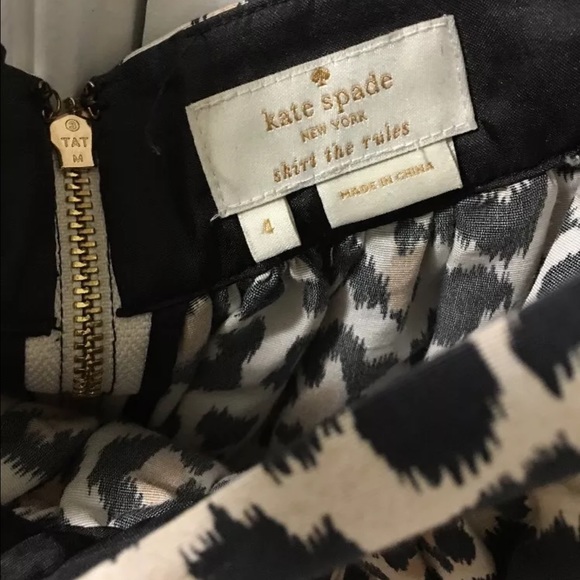 kate spade
NEW YORK
skirt the rules
4
MADE IN CHINA
TAT
M